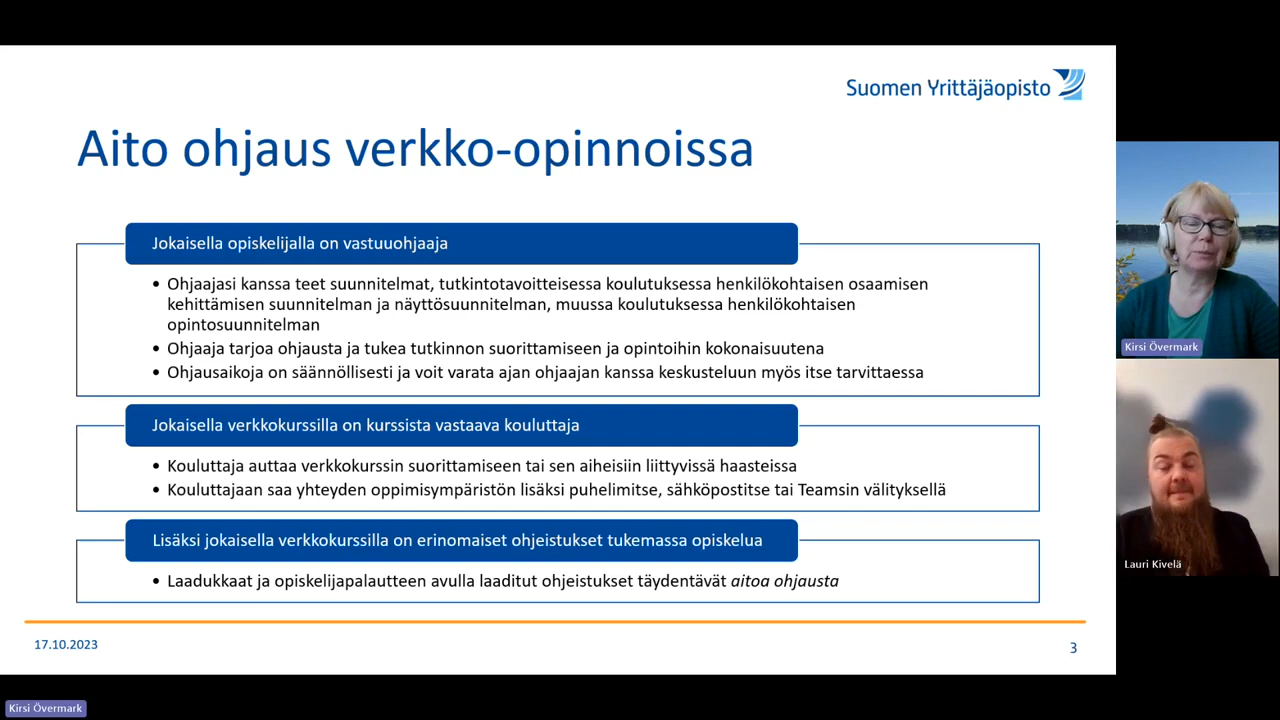 Suomen Yrittäjäopisto
Aito ohjaus verkko-opinnoissa
Jokaisella opiskelijalla on vastuuohjaaja
• Ohjaajasi kanssa teet suunnitelmat, tutkintotavoitteisessa koulutuksessa henkilökohtaisen osaamisen
kehittämisen suunnitelman ja näyttösuunnitelman, muussa koulutuksessa henkilökohtaisen
opintosuunnitelman
• Ohjaaja tarjoa ohjausta ja tukea tutkinnon suorittamiseen ja opintoihin kokonaisuutena
• Ohjausaikoja on säännöllisesti ja voit varata ajan ohjaajan kanssa keskusteluun myös itse tarvittaessa
Jokaisella verkkokurssilla on kurssista vastaava kouluttaja
• Kouluttaja auttaa verkkokurssin suorittamiseen tai sen aiheisiin liittyvissä haasteissa
• Kouluttajaan saa yhteyden oppimisympäristön lisäksi puhelimitse, sähköpostitse tai Teamsin välityksellä
Lisäksi jokaisella verkkokurssilla on erinomaiset ohjeistukset tukemassa opiskelua
• Laadukkaat ja opiskelijapalautteen avulla laaditut ohjeistukset täydentävät aitoa ohjausta
17.10.2023
3
Kirsi Övermark
Lauri Kivelä
Kirsi Övermark